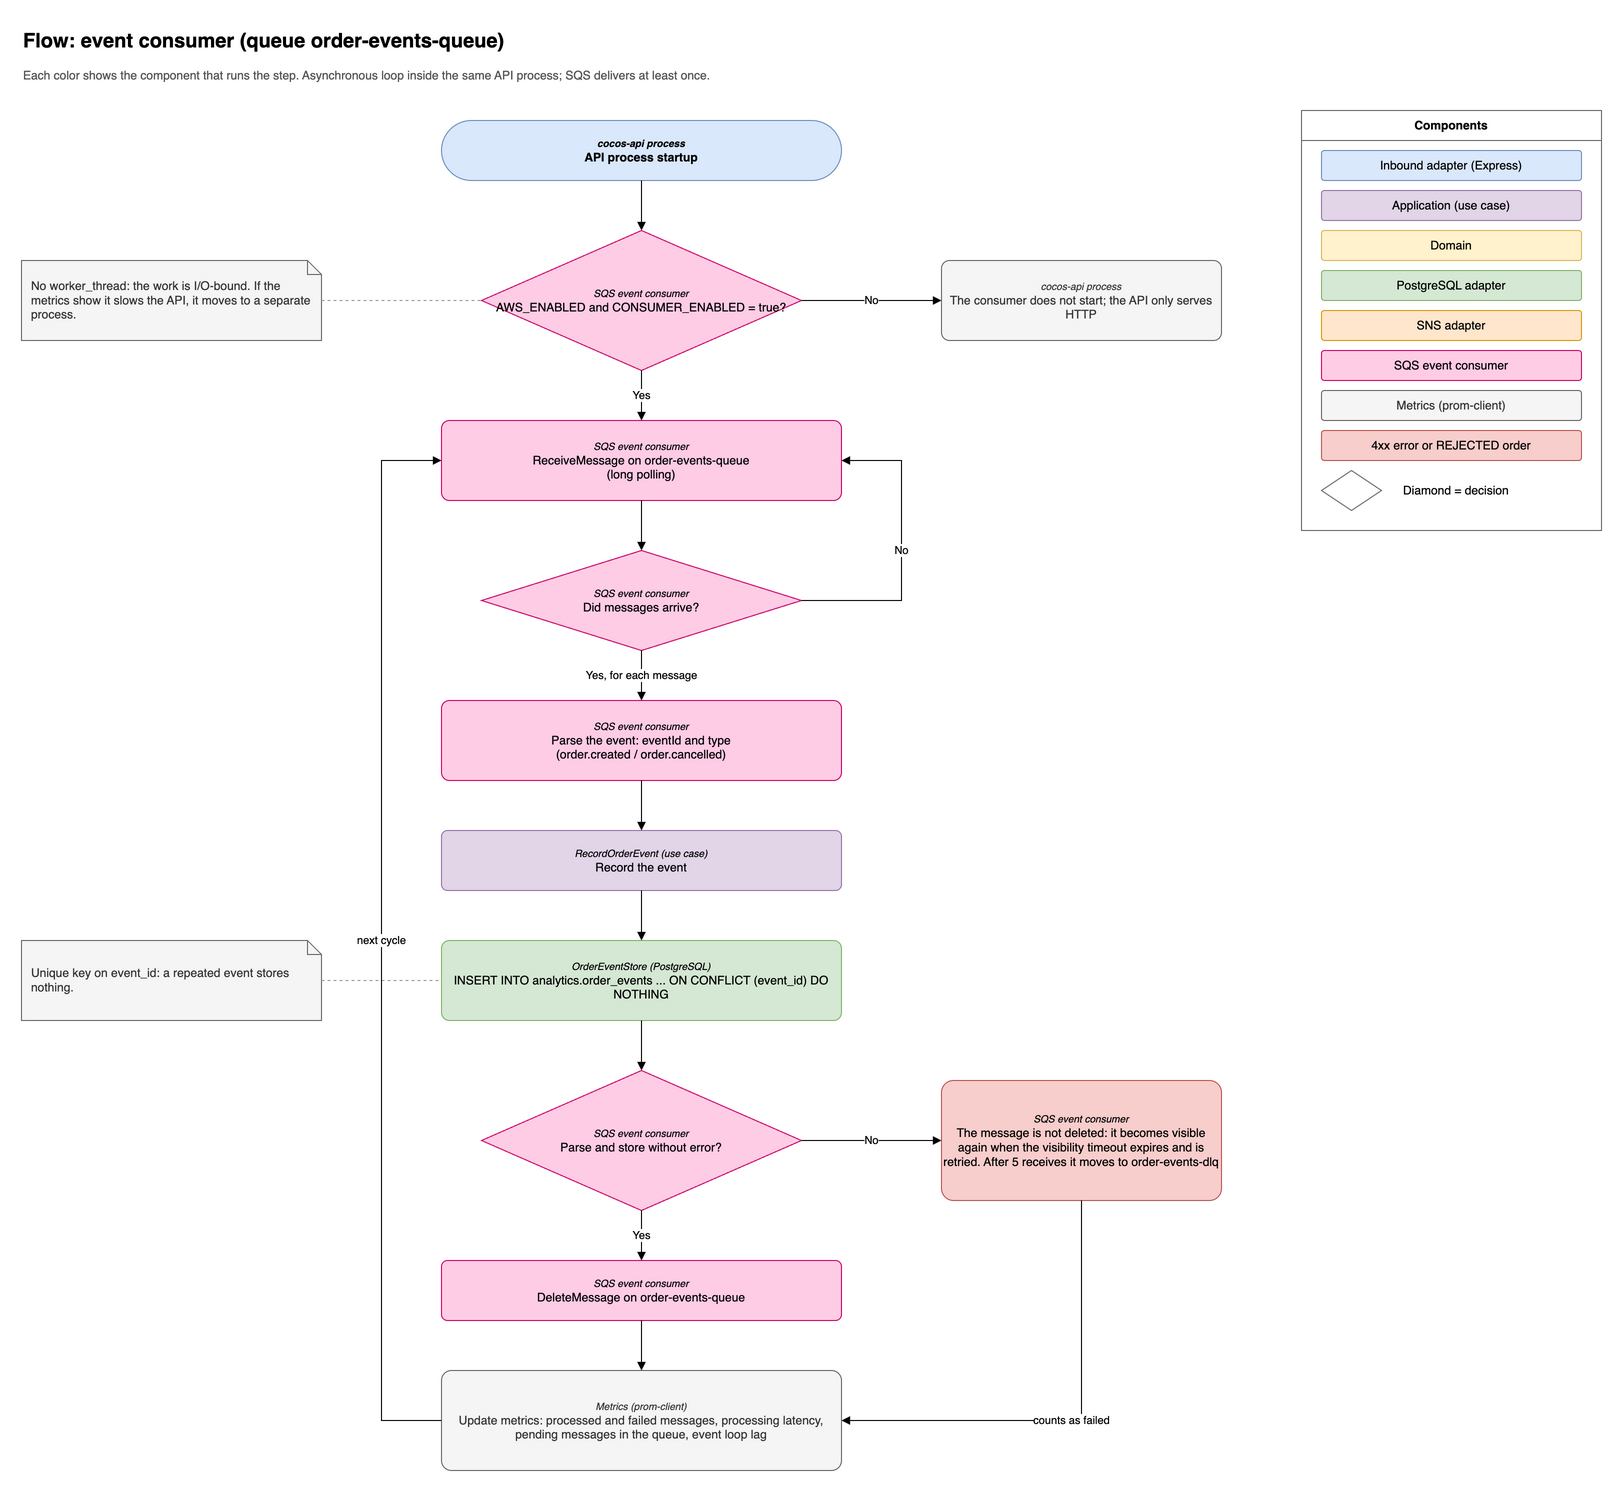 Flow: event consumer (queue order-events-queue)
Each color shows the component that runs the step. Asynchronous loop inside the same API process; SQS delivers at least once.
cocos-api process
API process startup
No worker_thread: the work is I/O-bound. If the
metrics show it slows the API, it moves to a separate
process.
SQS event consumer
AWS_ENABLED and CONSUMER_ENABLED = true?
No
cocos-api process
The consumer does not start; the API only serves
HTTP
Yes
SQS event consumer
ReceiveMessage on order-events-queue
(long polling)
No
SQS event consumer
Did messages arrive?
Yes, for each message
SQS event consumer
Parse the event: eventId and type
(order.created / order.cancelled)
RecordOrderEvent (use case)
Record the event
next cycle
Unique key on event_id: a repeated event stores
nothing.
OrderEventStore (PostgreSQL)
INSERT INTO analytics.order_events ... ON CONFLICT (event_id) DO
NOTHING
SQS event consumer
Parse and store without error?
No
SQS event consumer
The message is not deleted: it becomes visible
again when the visibility timeout expires and is
retried. After 5 receives it moves to order-events-dlq
Yes
SQS event consumer
DeleteMessage on order-events-queue
Metrics (prom-client)
Update metrics: processed and failed messages, processing latency,
pending messages in the queue, event loop lag
counts as failed
Components
Inbound adapter (Express)
Application (use case)
Domain
PostgreSQL adapter
SNS adapter
SQS event consumer
Metrics (prom-client)
4xx error or REJECTED order
Diamond = decision